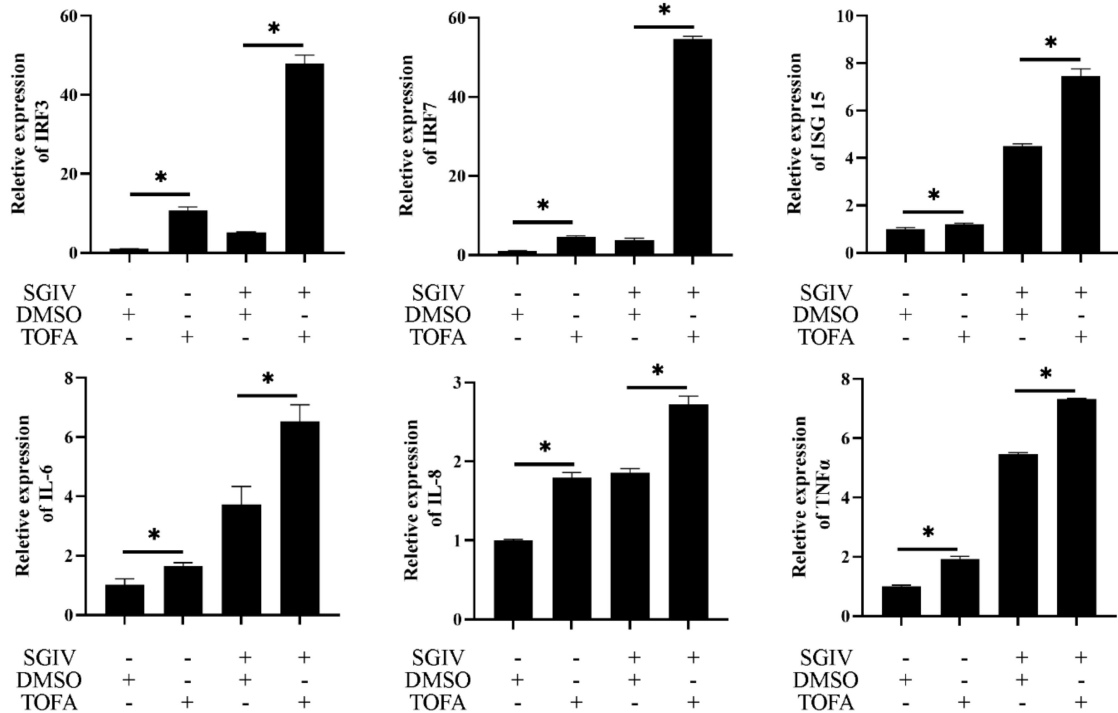 Reletive expression
of IRF3
60
40
20
0
*
*
SGIV - - + +
DMSO + - + -
TOFA - + - +
Reletive expression
of IRF7
60
40
20
0
*
*
SGIV - - + +
DMSO + - + -
TOFA - + - +
Reletive expression
of ISG 15
10
8
6
4
2
0
*
*
SGIV - - + +
DMSO + - + -
TOFA - + - +
Reletive expression
of IL-6
8
6
4
2
0
*
*
SGIV - - + +
DMSO + - + -
TOFA - + - +
Reletive expression
of IL-8
3
2
1
0
*
*
SGIV - - + +
DMSO + - + -
TOFA - + - +
Reletive expression
of TNFα
8
6
4
2
0
*
*
SGIV - - + +
DMSO + - + -
TOFA - + - +